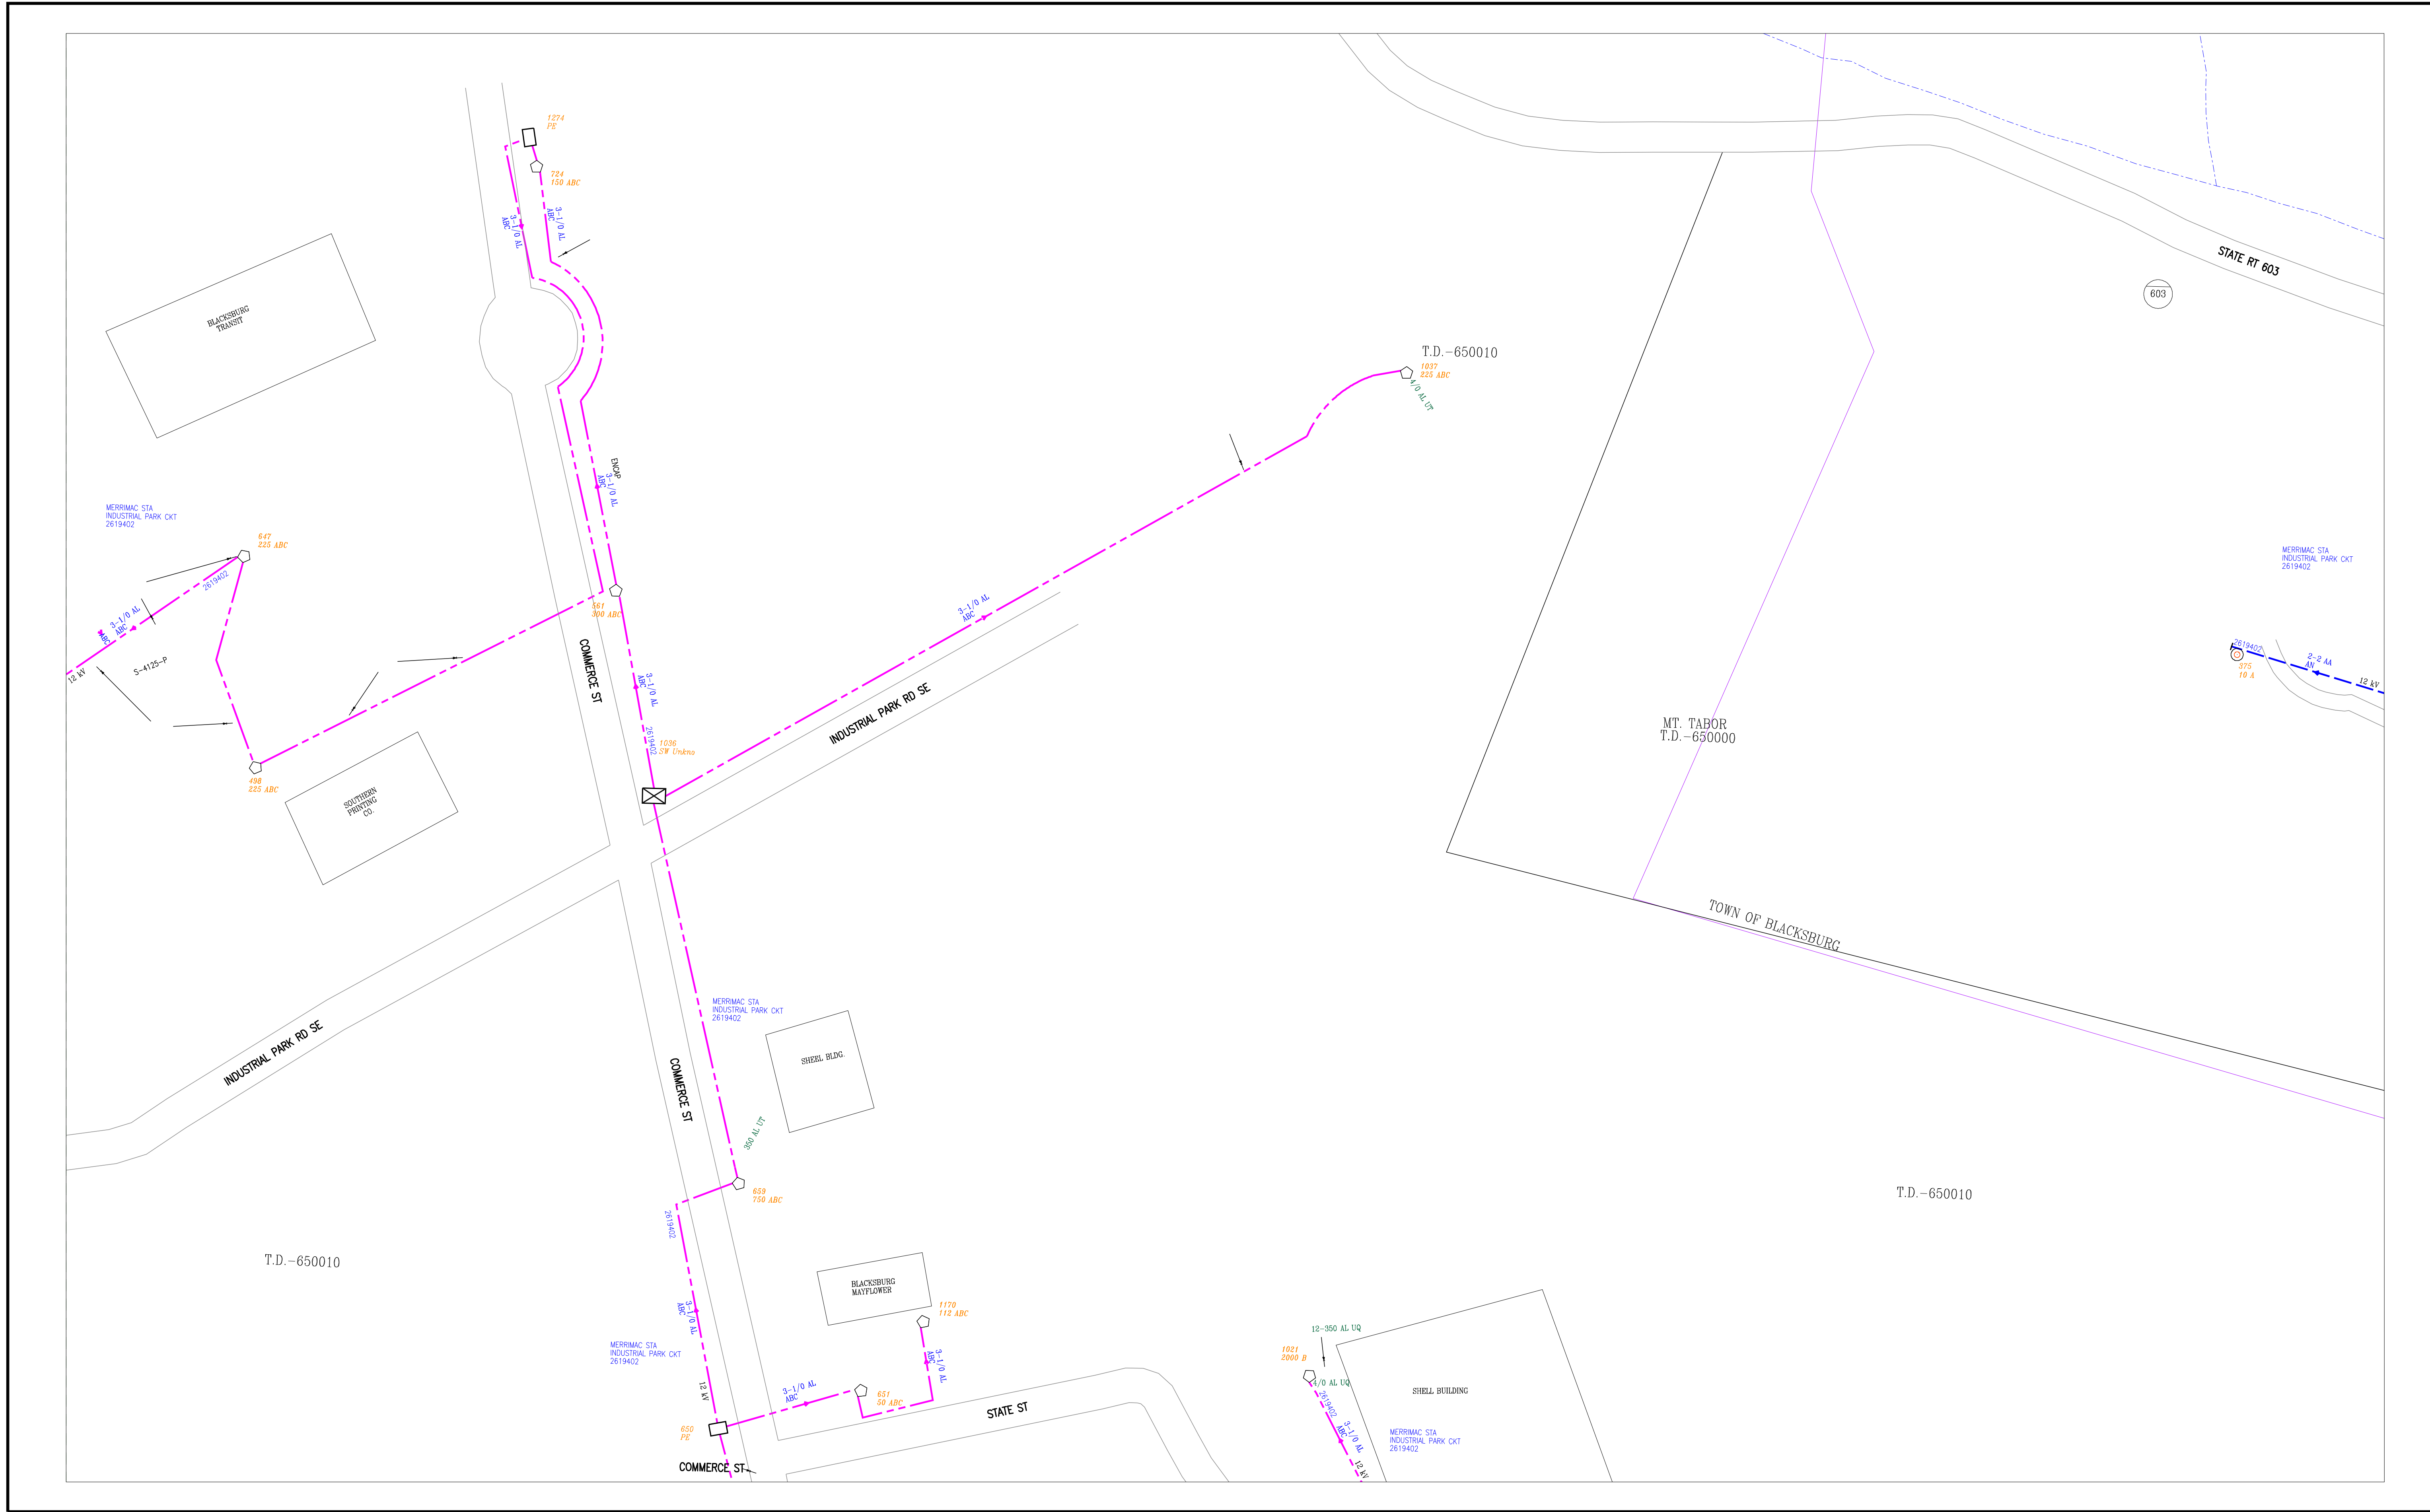 1274
PE
724
150 ABC
3-1/0 AL
ABC
3-1/0 AL
ABC
BLACKSBURG
TRANSIT
STATE RT 603
603
T.D.-650010
1037
225 ABC
4/0 AL UT
ENCAP
3-1/0 AL
ABC
MERRIMAC STA
INDUSTRIAL PARK CKT
2619402
647
225 ABC
2619402
3-1/0 AL
ABC
ABC
12 kV
S-4125-P
561
300 ABC
COMMERCE ST
3-1/0 AL
ABC
2619402
1036
SW Unkno
3-1/0 AL
ABC
INDUSTRIAL PARK RD SE
MERRIMAC STA
INDUSTRIAL PARK CKT
2619402
2619402
2-2 AA
AN
375
10 A
12 kV
MT. TABOR
T.D.-650000
498
225 ABC
SOUTHERN
PRINTING
CO.
TOWN OF BLACKSBURG
MERRIMAC STA
INDUSTRIAL PARK CKT
2619402
SHEEL BLDG.
INDUSTRIAL PARK RD SE
COMMERCE ST
350 AL UT
659
750 ABC
2619402
T.D.-650010
T.D.-650010
BLACKSBURG
MAYFLOWER
1170
112 ABC
3-1/0 AL
ABC
MERRIMAC STA
INDUSTRIAL PARK CKT
2619402
12 kV
3-1/0 AL
ABC
651
50 ABC
3-1/0 AL
ABC
STATE ST
650
PE
COMMERCE ST
12-350 AL UQ
1021
2000 B
4/0 AL UQ
2619402
3-1/0 AL
ABC
12 kV
SHELL BUILDING
MERRIMAC STA
INDUSTRIAL PARK CKT
2619402